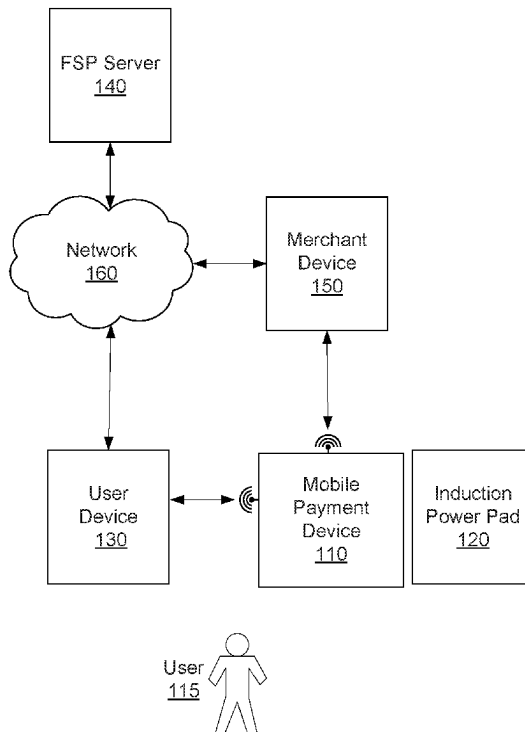 FSP Server
140
Network
160
Merchant
Device
150
User
Device
130
Mobile
Payment
Device
110
Induction
Power Pad
120
User
115